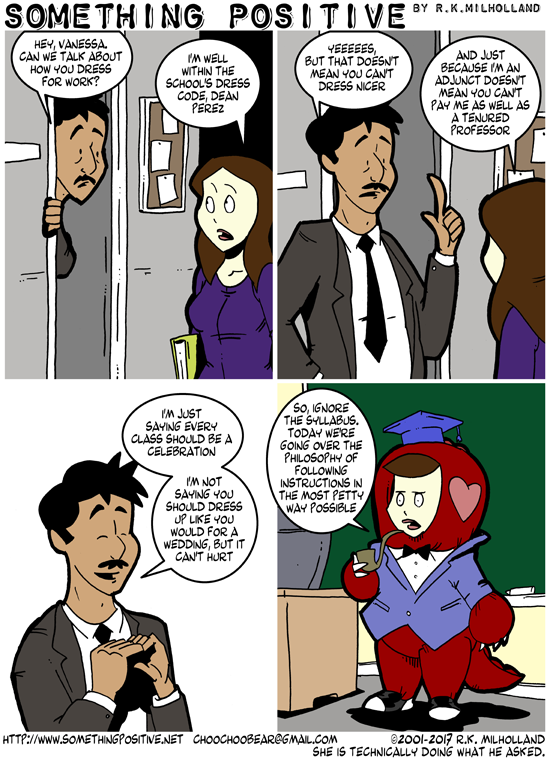 SOMETHING POSITIVE BY R.K.MILHOLLAND
HEY, VANESSA.
CAN WE TALK ABOUT
HOW YOU DRESS
FOR WORK?
I'M WELL
WITHIN THE
SCHOOL'S DRESS
CODE, DEAN
PEREZ
YEEEEES,
BUT THAT DOESN'T
MEAN YOU CAN'T
DRESS NICER
AND JUST
BECAUSE I'M AN
ADJUNCT DOESN'T
MEAN YOU CAN'T
PAY ME AS WELL AS
A TENURED
PROFESSOR
I'M JUST
SAYING EVERY
CLASS SHOULD BE A
CELEBRATION
I'M NOT
SAYING YOU
SHOULD DRESS
UP LIKE YOU
WOULD FOR A
WEDDING, BUT IT
CAN'T HURT
SO, IGNORE
THE SYLLABUS.
TODAY WE'RE
GOING OVER THE
PHILOSOPHY OF
FOLLOWING
INSTRUCTIONS IN
THE MOST PETTY
WAY POSSIBLE
HTTP://WWW.SOMETHINGPOSITIVE.NET CHOOCHOOBEAR@GMAIL.COM ©2001-2017 R.K. MILHOLLAND
SHE IS TECHNICALLY DOING WHAT HE ASKED.